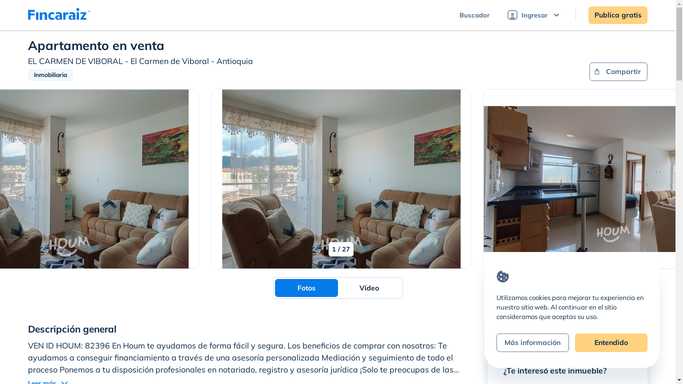 Fincaraiz
Buscador
Ingresar
Publica gratis
Apartamento en venta
EL CARMEN DE VIBORAL - El Carmen de Viboral - Antioquia
Inmobiliaria
Compartir
HOUM
HOUM
HOUM
1 / 27
Fotos
Video
Descripción general
VEN ID HOUM: 82396 En Houm te ayudamos de forma fácil y segura. Los beneficios de comprar con nosotros: Te
ayudamos a conseguir financiamiento a través de una asesoría personalizada Mediación y seguimiento de todo el
proceso Ponemos a tu disposición profesionales en notariado, registro y asesoría jurídica ¡Solo te preocupas de las...
Leer más
Utilizamos cookies para mejorar tu experiencia en
nuestro sitio web. Al continuar en el sitio
consideramos que aceptas su uso.
Más información
Entendido
¿Te interesó este inmueble?